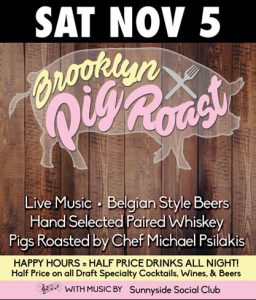 SAT NOV 5
Brooklyn
Pig Roast
Live Music • Belgian Style Beers
Hand Selected Paired Whiskey
Pigs Roasted by Chef Michael Psilakis
HAPPY HOURS = HALF PRICE DRINKS ALL NIGHT!
Half Price on all Draft Specialty Cocktails, Wines, & Beers
WITH MUSIC BY Sunnyside Social Club